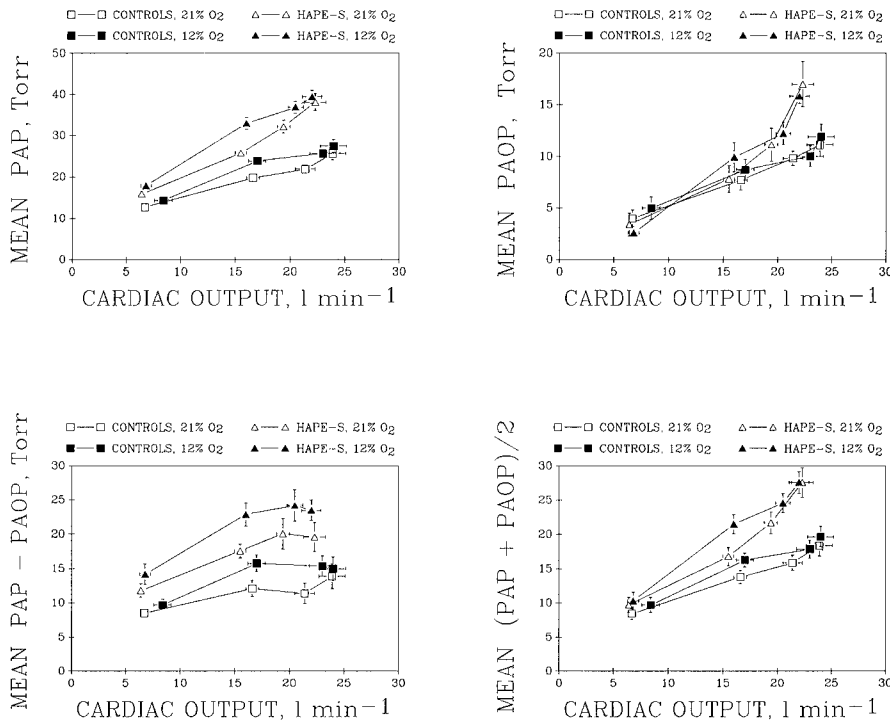 □—□ CONTROLS, 21% O2 △—△ HAPE-S, 21% O2
■—■ CONTROLS, 12% O2 ▲—▲ HAPE-S, 12% O2
MEAN PAP, Torr
50
40
30
20
10
0
0 5 10 15 20 25 30
CARDIAC OUTPUT, l min-1
□—□ CONTROLS, 21% O2 △—△ HAPE-S, 21% O2
■—■ CONTROLS, 12% O2 ▲—▲ HAPE-S, 12% O2
MEAN PAOP, Torr
20
15
10
5
0
0 5 10 15 20 25 30
CARDIAC OUTPUT, l min-1
□—□ CONTROLS, 21% O2 △—△ HAPE-S, 21% O2
■—■ CONTROLS, 12% O2 ▲—▲ HAPE-S, 12% O2
MEAN PAP - PAOP, Torr
30
25
20
15
10
5
0
0 5 10 15 20 25 30
CARDIAC OUTPUT, l min-1
□—□ CONTROLS, 21% O2 △—△ HAPE-S, 21% O2
■—■ CONTROLS, 12% O2 ▲—▲ HAPE-S, 12% O2
MEAN (PAP + PAOP)/2
30
25
20
15
10
5
0
0 5 10 15 20 25 30
CARDIAC OUTPUT, l min-1